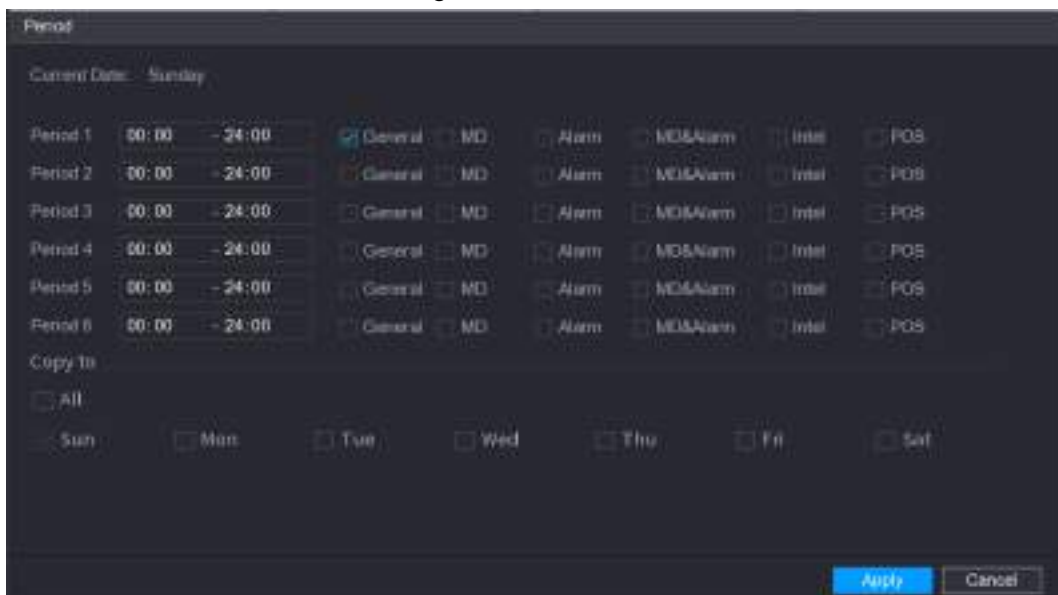 Period
Current Date: Sunday
Period 1 00:00 - 24:00 General MD Alarm MD&Alarm Intel POS
Period 2 00:00 - 24:00 General MD Alarm MD&Alarm Intel POS
Period 3 00:00 - 24:00 General MD Alarm MD&Alarm Intel POS
Period 4 00:00 - 24:00 General MD Alarm MD&Alarm Intel POS
Period 5 00:00 - 24:00 General MD Alarm MD&Alarm Intel POS
Period 6 00:00 - 24:00 General MD Alarm MD&Alarm Intel POS
Copy to
All
Sun Mon Tue Wed Thu Fri Sat
Apply Cancel